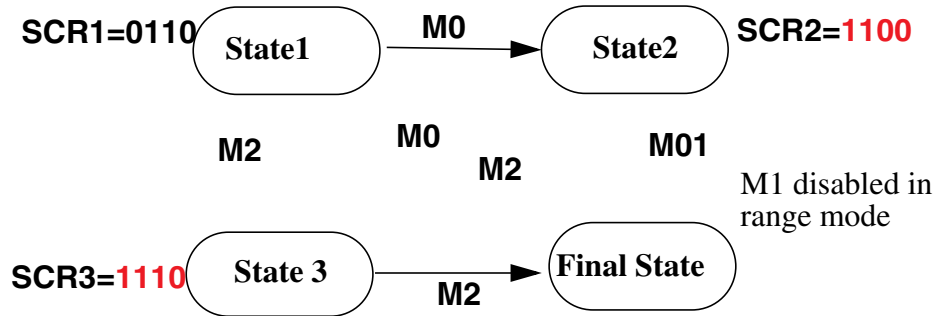 SCR1=0110 State1 M0 State2 SCR2=1100
M2 M0 M2 M01
M1 disabled in
range mode
SCR3=1110 State 3 M2 Final State